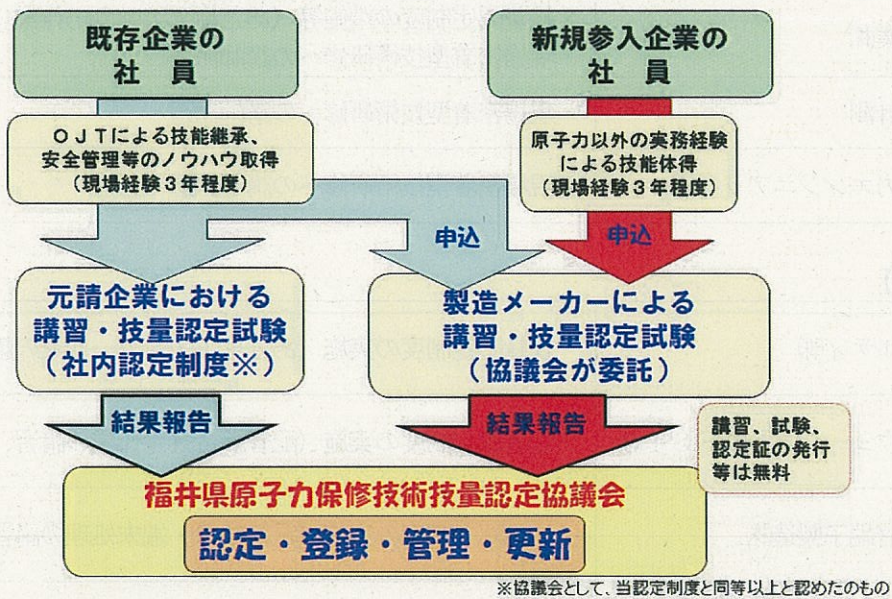 既存企業の
社 員
新規参入企業の
社 員
OJTによる技能継承、
安全管理等のノウハウ取得
(現場経験3年程度)
原子力以外の実務経験
による技能体得
(現場経験3年程度)
申込
申込
元請企業における
講習・技量認定試験
(社内認定制度※)
製造メーカーによる
講習・技量認定試験
(協議会が委託)
結果報告
結果報告
講習、試験、
認定証の発行
等は無料
福井県原子力保修技術技量認定協議会
認定・登録・管理・更新
※協議会として、当認定制度と同等以上と認めたもの